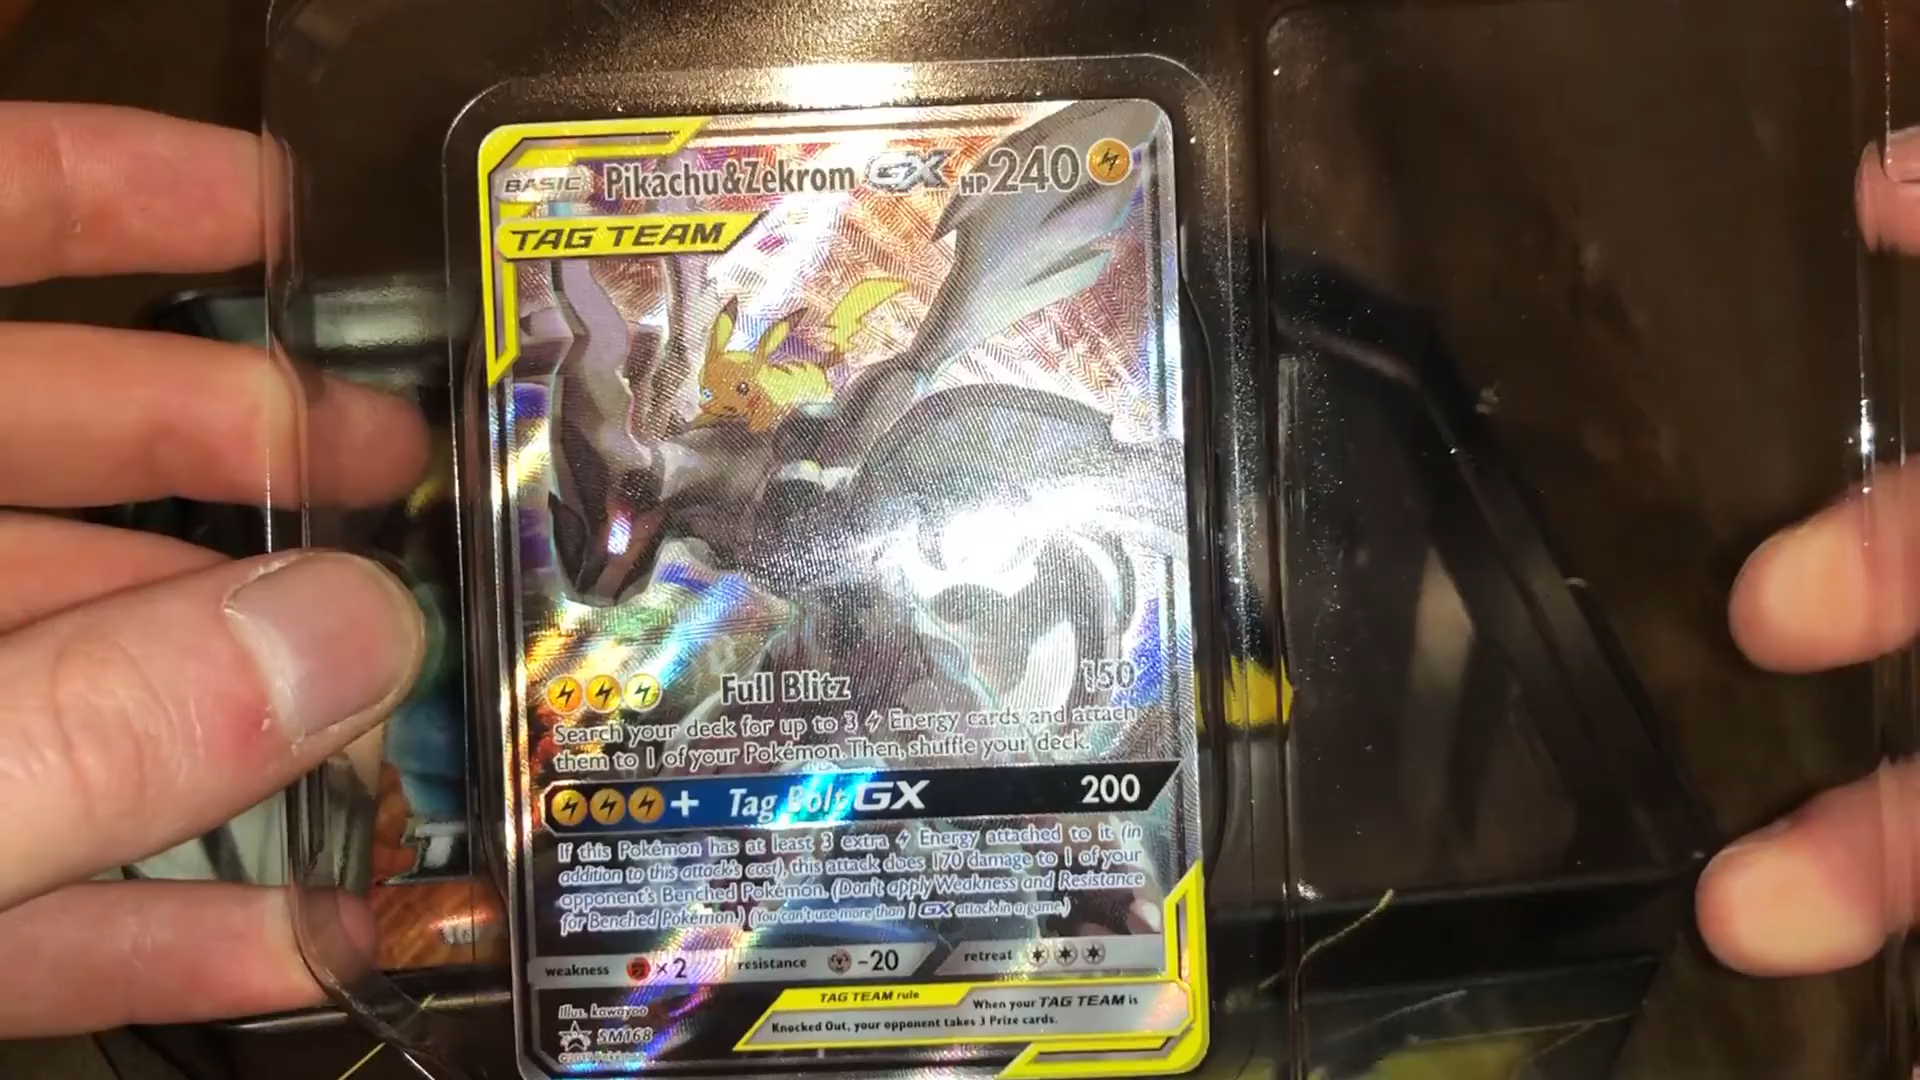 BASIC Pikachu&Zekrom GX HP 240
TAG TEAM
Full Blitz 150
Search your deck for up to 3 Energy cards and attach
them to 1 of your Pokémon. Then, shuffle your deck.
+ Tag Bolt GX 200
If this Pokémon has at least 3 extra Energy attached to it (in
addition to this attack's cost), this attack does 170 damage to 1 of your
opponent's Benched Pokémon. (Don't apply Weakness and Resistance
for Benched Pokémon.) (You can't use more than 1 GX attack in a game.)
weakness ×2 resistance -20 retreat
TAG TEAM rule When your TAG TEAM is
Knocked Out, your opponent takes 3 Prize cards.
Illus. kawayoo
SM168
©2019 Pokémon